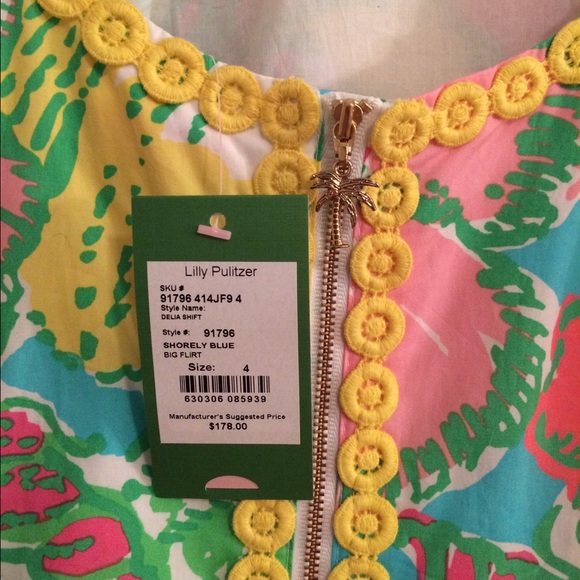 Lilly Pulitzer
SKU #
91796 414JF9 4
Style Name:
DELIA SHIFT
Style #: 91796
SHORELY BLUE
BIG FLIRT
Size: 4
630306 085939
Manufacturer's Suggested Price
$178.00